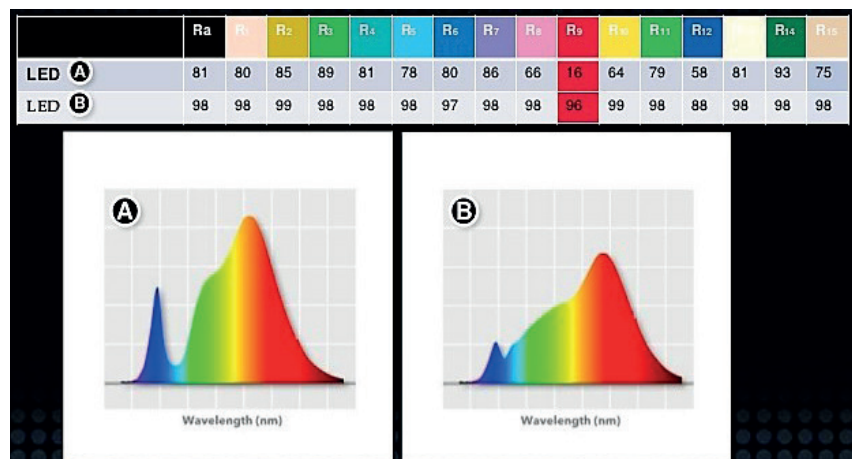 Ra R1 R2 R3 R4 R5 R6 R7 R8 R9 R10 R11 R12 R14 R15
LED A 81 80 85 89 81 78 80 86 66 16 64 79 58 81 93 75
LED B 98 98 99 98 98 98 97 98 98 96 99 98 88 98 98 98
A B
Wavelength (nm) Wavelength (nm)